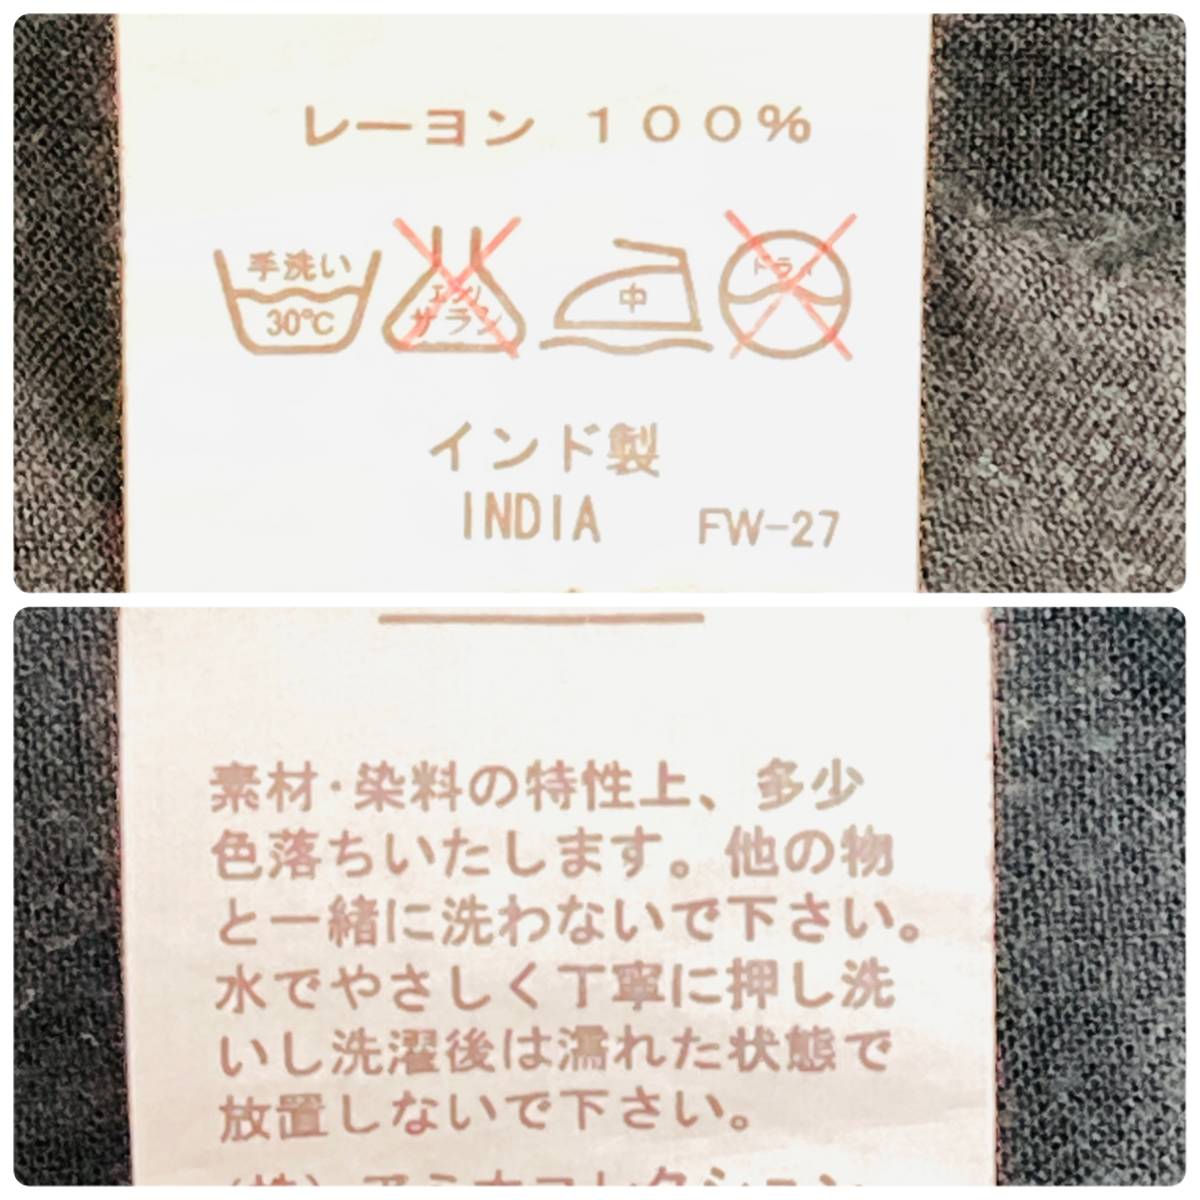 レーヨン 100%
手洗い
30℃
エンソ
サラシ
中
ドライ
インド製
INDIA FW-27
素材·染料の特性上、多少
色落ちいたします。他の物
と一緒に洗わないで下さい。
水でやさしく丁寧に押し洗
いし洗濯後は濡れた状態で
放置しないで下さい。